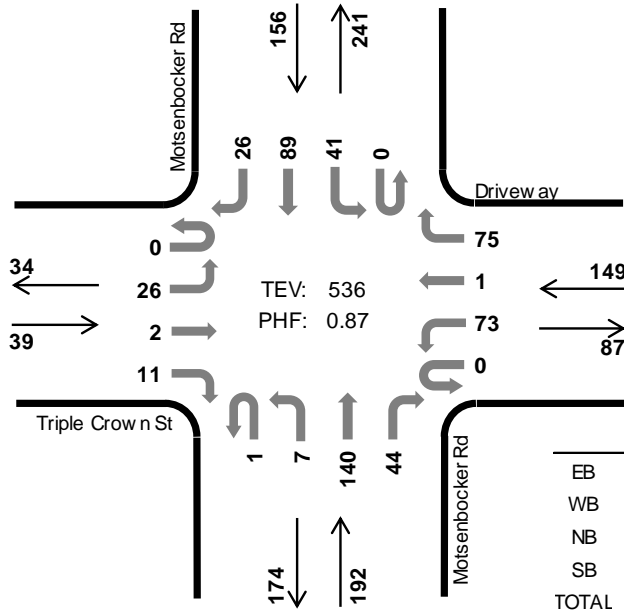 156
241
Motsenbocker Rd
26
89
41
0
Driveway
0
75
34
26
TEV: 536
1
149
39
2
PHF: 0.87
73
87
11
0
Triple Crown St
1
7
140
44
Motsenbocker Rd
EB
WB
NB
SB
TOTAL
174
192